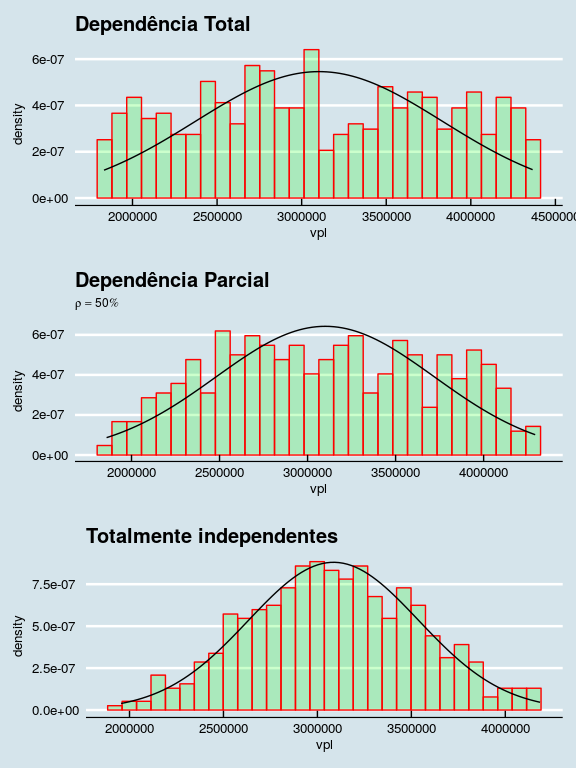 Dependência Total
6e-07
4e-07
2e-07
0e+00
density
2000000 2500000 3000000 3500000 4000000 4500000
vpl
Dependência Parcial
ρ = 50%
6e-07
4e-07
2e-07
0e+00
density
2000000 2500000 3000000 3500000 4000000
vpl
Totalmente independentes
7.5e-07
5.0e-07
2.5e-07
0.0e+00
density
2000000 2500000 3000000 3500000 4000000
vpl